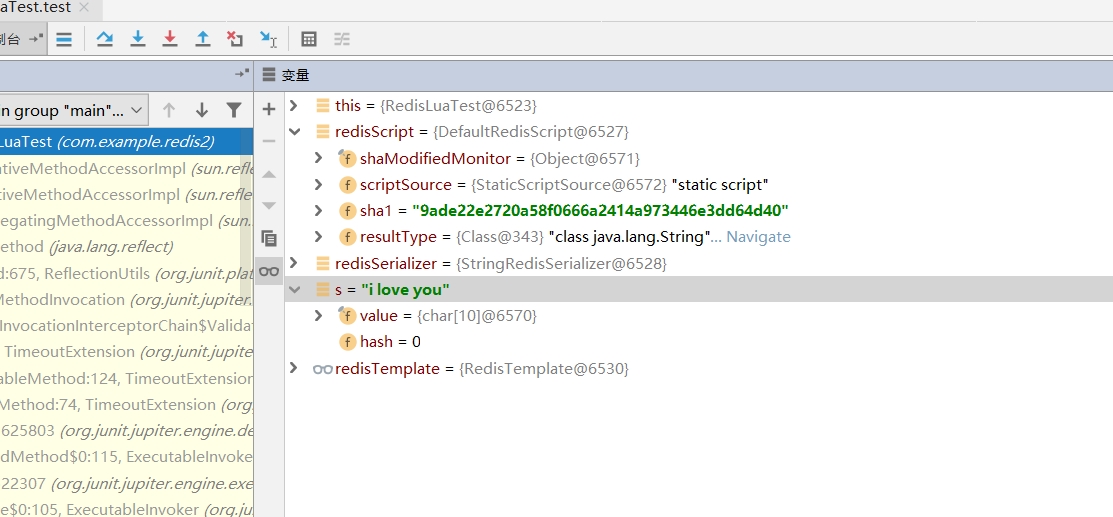 aTest.test
制台
变量
in group "main"...
LuaTest (com.example.redis2)
ativeMethodAccessorImpl (sun.refle
ativeMethodAccessorImpl (sun.refle
egatingMethodAccessorImpl (sun.
ethod (java.lang.reflect)
d:675, ReflectionUtils (org.junit.plat
MethodInvocation (org.junit.jupiter
InvocationInterceptorChain$Validat
TimeoutExtension (org.junit.jupite
ableMethod:124, TimeoutExtension
Method:74, TimeoutExtension (org.
625803 (org.junit.jupiter.engine.de
dMethod$0:115, ExecutableInvoke
22307 (org.junit.jupiter.engine.exe
e$0:105, ExecutableInvoker (org.ju
this = {RedisLuaTest@6523}
redisScript = {DefaultRedisScript@6527}
f shaModifiedMonitor = {Object@6571}
f scriptSource = {StaticScriptSource@6572} "static script"
f sha1 = "9ade22e2720a58f0666a2414a973446e3dd64d40"
f resultType = {Class@343} "class java.lang.String"... Navigate
redisSerializer = {StringRedisSerializer@6528}
s = "i love you"
f value = {char[10]@6570}
f hash = 0
redisTemplate = {RedisTemplate@6530}